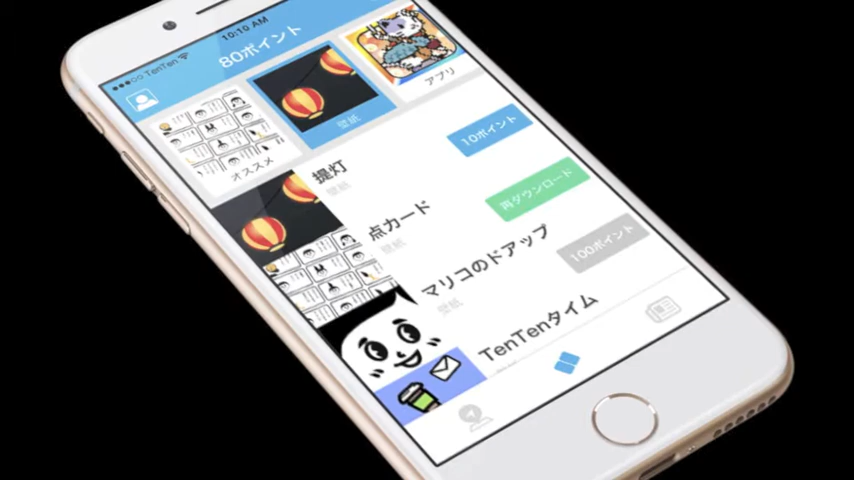 TenTen
10:10 AM
80ポイント
オススメ
壁紙
アプリ
提灯
壁紙
10ポイント
点カード
壁紙
再ダウンロード
マリコのドアップ
壁紙
100ポイント
TenTenタイム